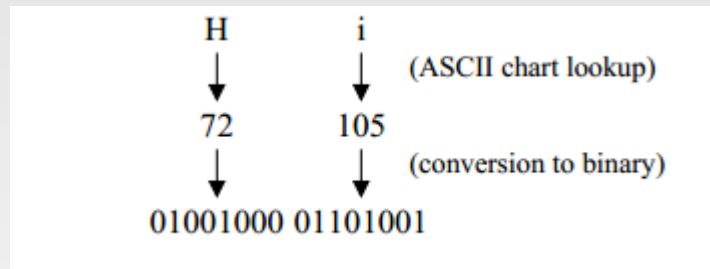 H i
(ASCII chart lookup)
72 105
(conversion to binary)
01001000 01101001